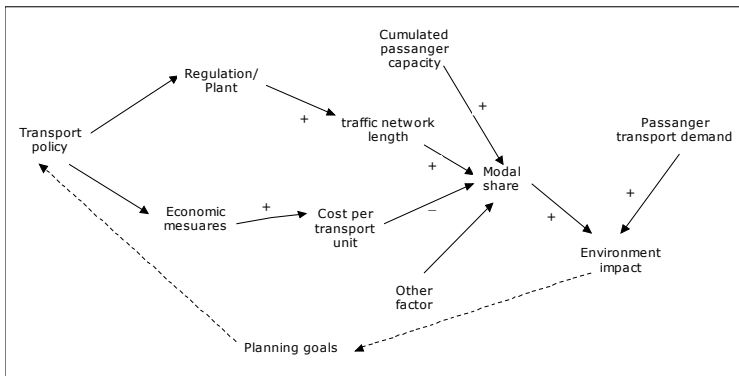 Cumulated
passanger
capacity
Regulation/
Plant
+
+
traffic network
length
Passanger
transport demand
Transport
policy
+
Modal
share
+
Economic
mesuares
+
Cost per
transport
unit
–
+
Environment
impact
Other
factor
Planning goals